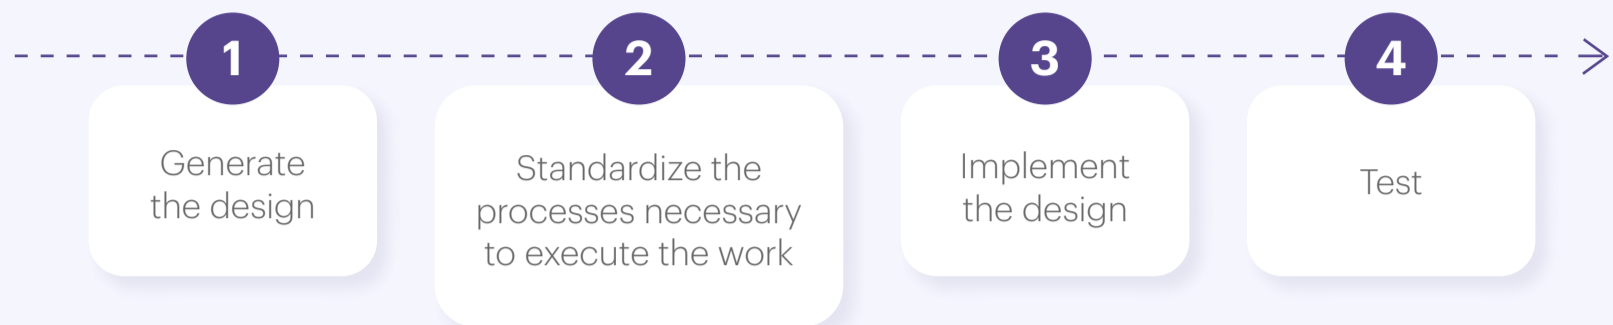 1
Generate
the design
2
Standardize the
processes necessary
to execute the work
3
Implement
the design
4
Test